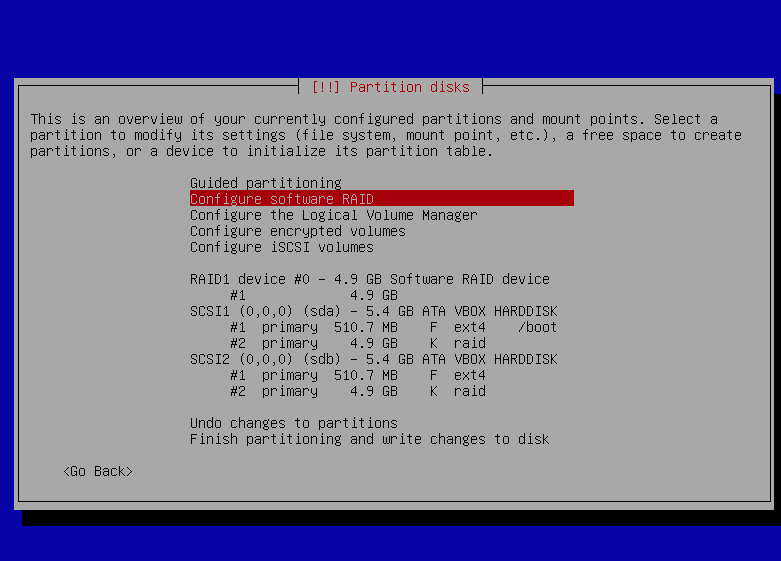 [!!] Partition disks
This is an overview of your currently configured partitions and mount points. Select a
partition to modify its settings (file system, mount point, etc.), a free space to create
partitions, or a device to initialize its partition table.
Guided partitioning
Configure software RAID
Configure the Logical Volume Manager
Configure encrypted volumes
Configure iSCSI volumes
RAID1 device #0 - 4.9 GB Software RAID device
#1 4.9 GB
SCSI1 (0,0,0) (sda) - 5.4 GB ATA VBOX HARDDISK
#1 primary 510.7 MB F ext4 /boot
#2 primary 4.9 GB K raid
SCSI2 (0,0,0) (sdb) - 5.4 GB ATA VBOX HARDDISK
#1 primary 510.7 MB F ext4
#2 primary 4.9 GB K raid
Undo changes to partitions
Finish partitioning and write changes to disk
<Go Back>